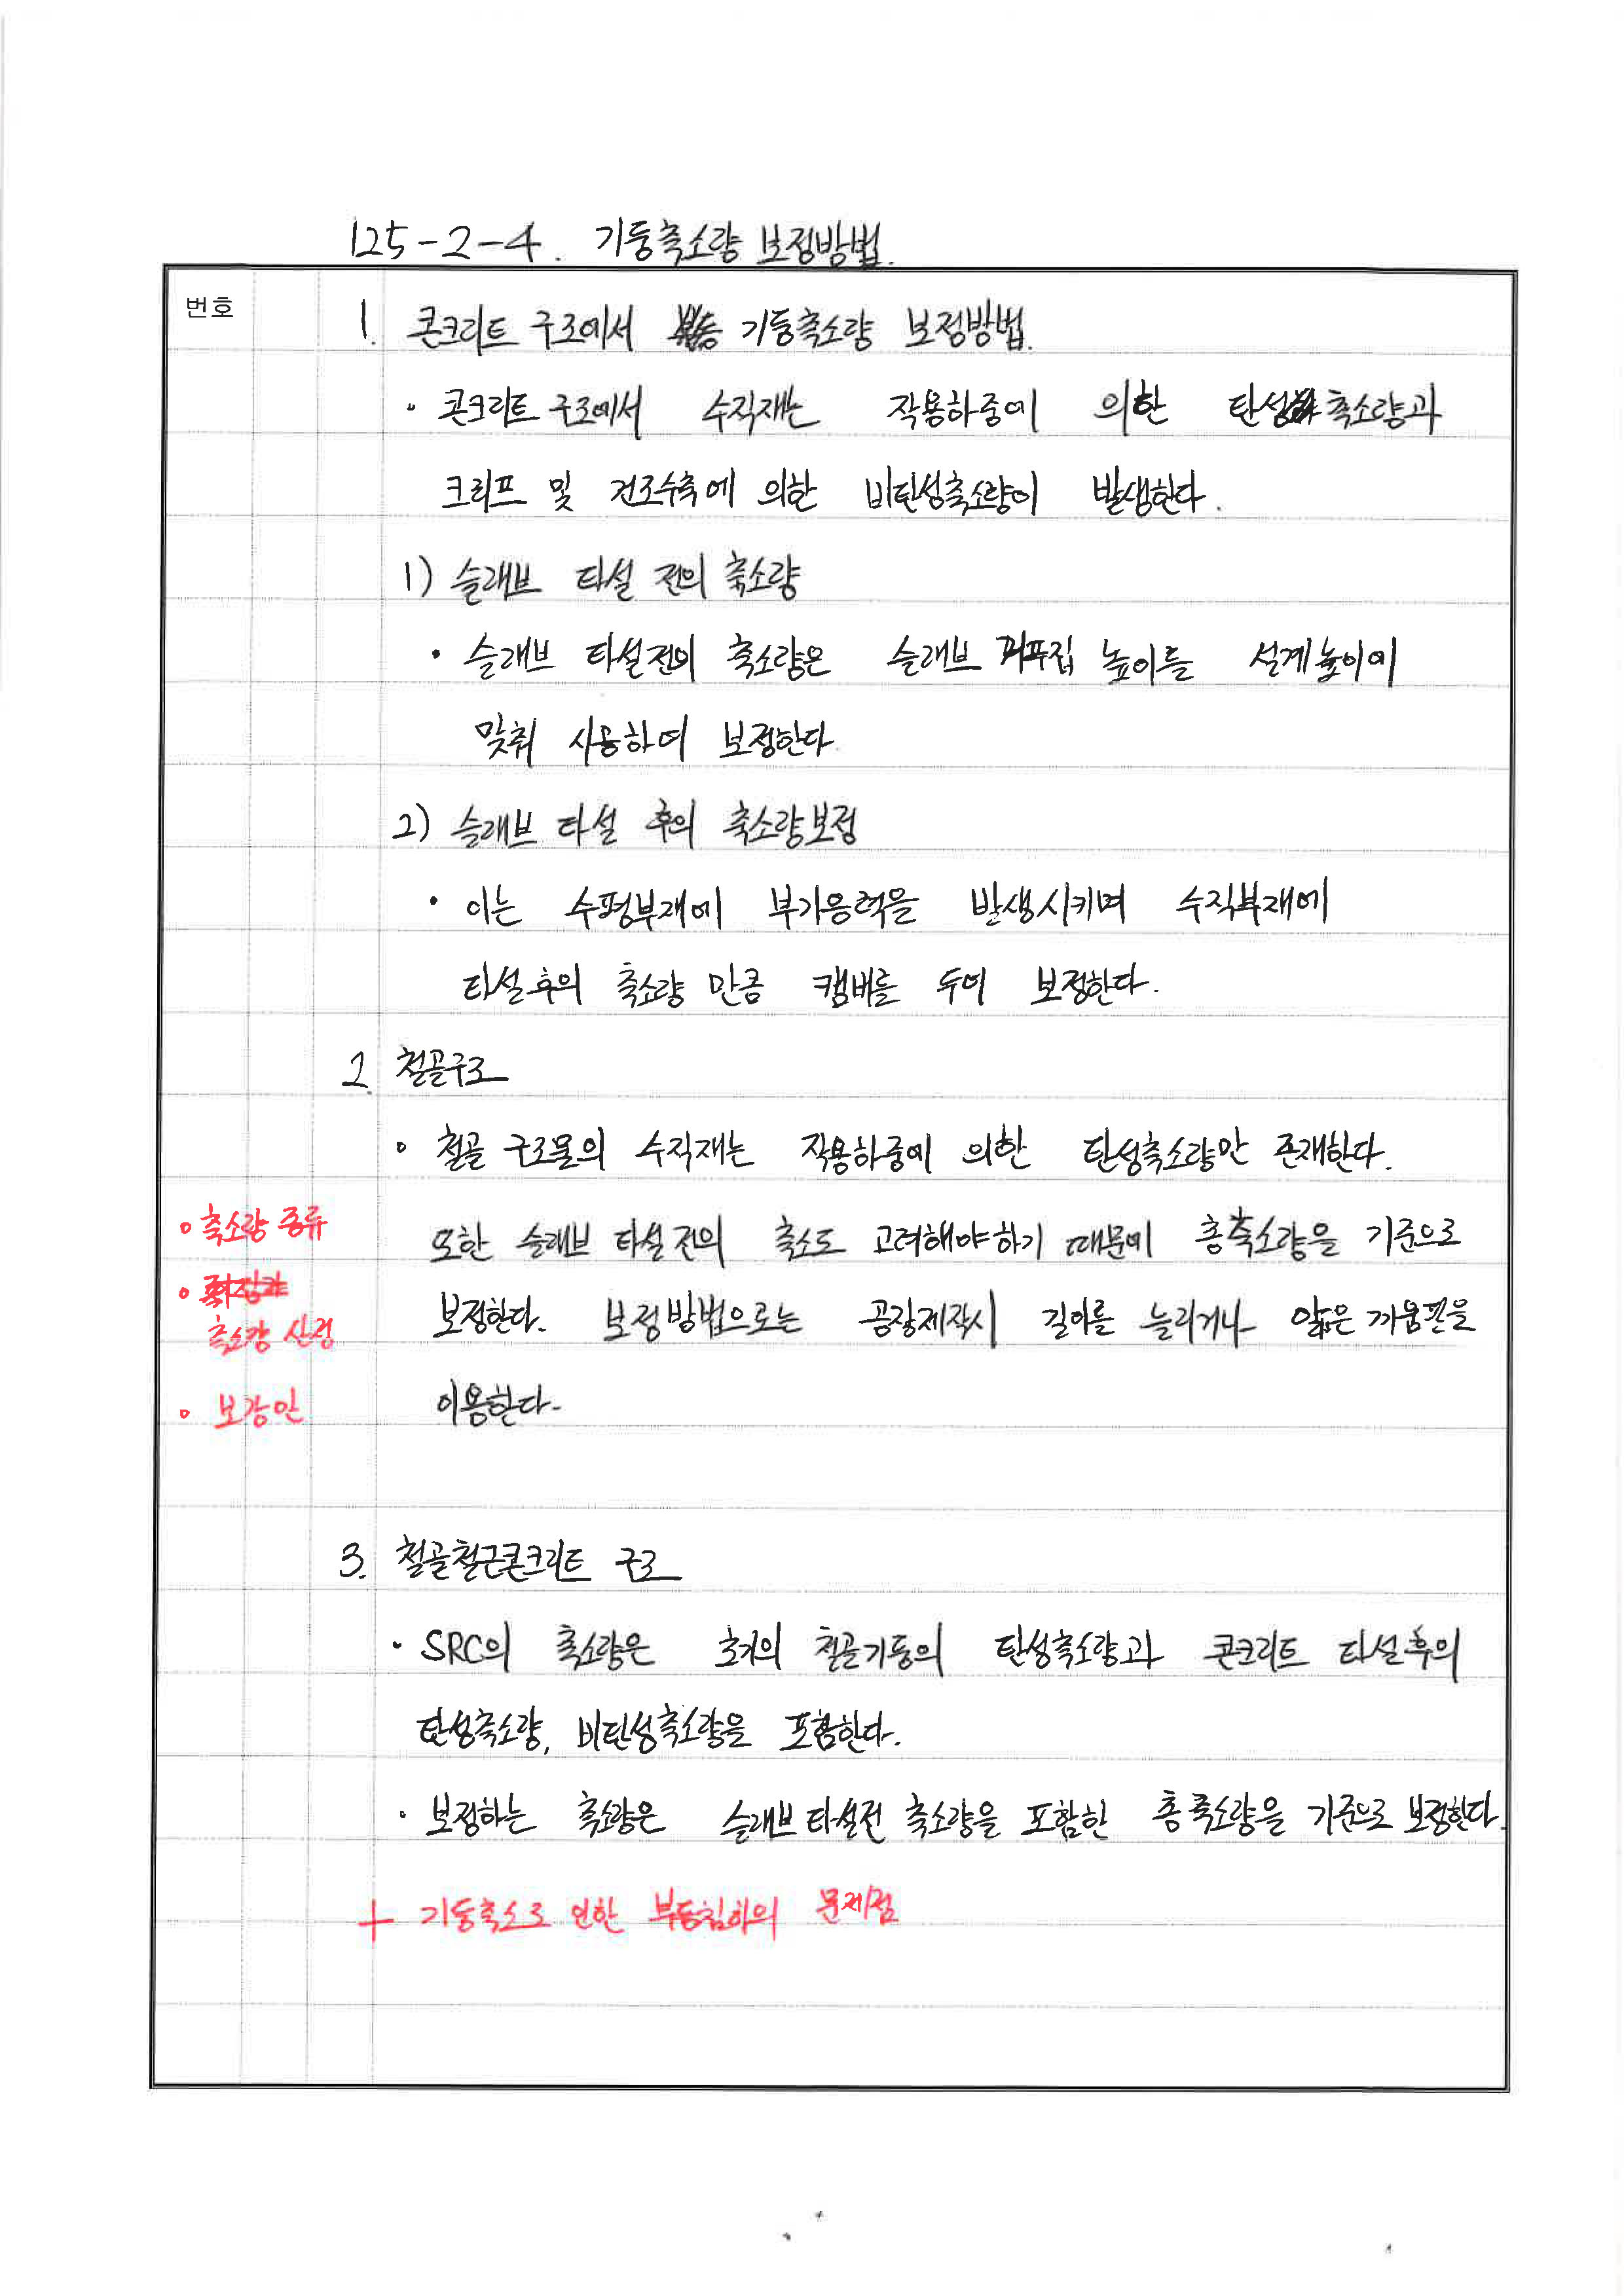 125-2-4. 기둥축소량 보정방법.
번호
1. 콘크리트 구조에서 기둥축소량 보정방법.
· 콘크리트 구조에서 수직재는 작용하중에 의한 탄성축소량과
크리프 및 건조수축에 의한 비탄성축소량이 발생한다.
1) 슬래브 타설 전의 축소량
· 슬래브 타설전의 축소량은 슬래브 거푸집 높이를 설계높이에
맞춰 시공하여 보정한다.
2) 슬래브 타설 후의 축소량보정
· 이는 수평부재에 부가응력을 발생시키며 수직부재에
타설후의 축소량 만큼 캠버를 두어 보정한다.
2. 철골구조
· 철골 구조물의 수직재는 작용하중에 의한 탄성축소량만 존재한다.
또한 슬래브 타설전의 축소도 고려해야하기 때문에 총축소량을 기준으로
보정한다. 보정방법으로는 공장제작시 길이를 늘리거나 얇은 끼움판을
이용한다.
∘ 축소량 종류
∘ 축소량 산정
∘ 보강안
3. 철골철근콘크리트 구조
· SRC의 축소량은 초기의 철골기둥의 탄성축소량과 콘크리트 타설후의
탄성축소량, 비탄성축소량을 포함한다.
· 보정하는 축소량은 슬래브타설전 축소량을 포함한 총축소량을 기준으로 보정한다.
+ 기둥축소로 인한 부등침하의 문제점